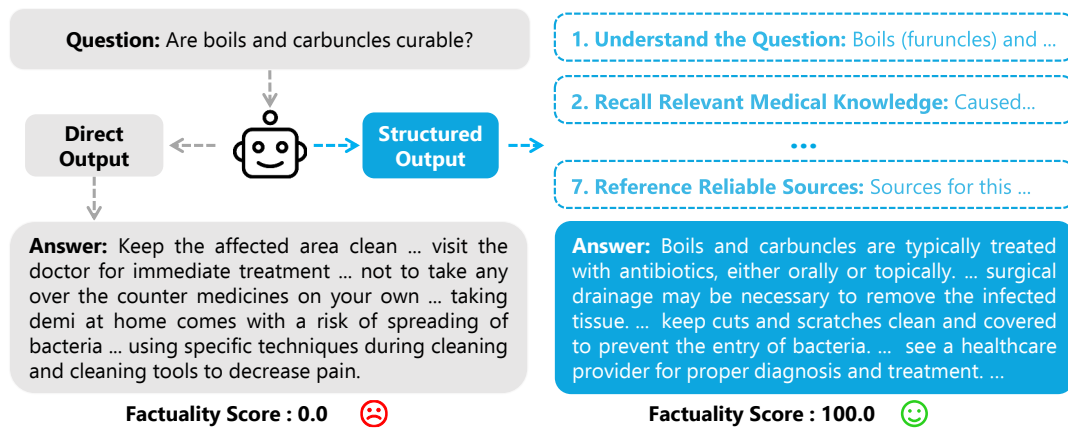 Question: Are boils and carbuncles curable?
Direct
Output
Structured
Output
1. Understand the Question: Boils (furuncles) and ...
2. Recall Relevant Medical Knowledge: Caused...
...
7. Reference Reliable Sources: Sources for this ...
Answer: Keep the affected area clean ... visit the
doctor for immediate treatment ... not to take any
over the counter medicines on your own ... taking
demi at home comes with a risk of spreading of
bacteria ... using specific techniques during cleaning
and cleaning tools to decrease pain.
Factuality Score : 0.0
Answer: Boils and carbuncles are typically treated
with antibiotics, either orally or topically. ... surgical
drainage may be necessary to remove the infected
tissue. ... keep cuts and scratches clean and covered
to prevent the entry of bacteria. ... see a healthcare
provider for proper diagnosis and treatment. ...
Factuality Score : 100.0